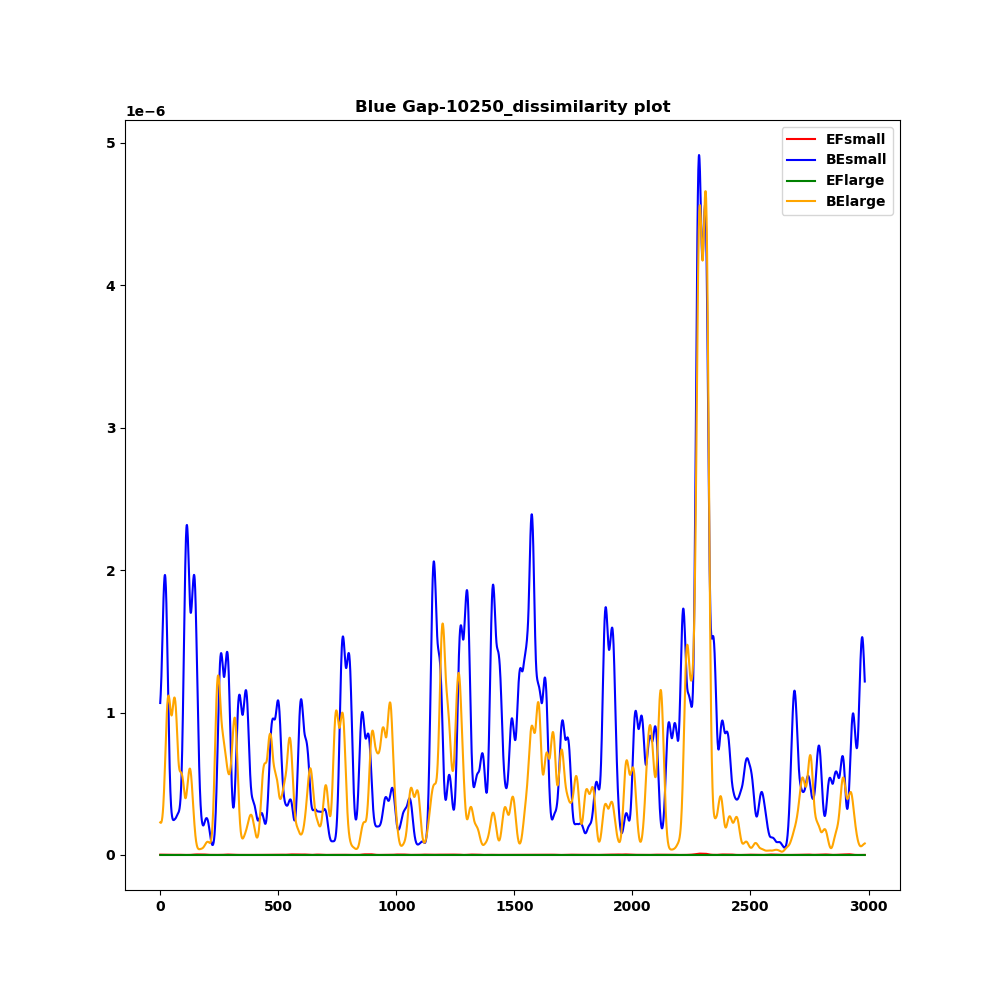 Blue Gap-10250_dissimilarity plot
1e−6
EFsmall
BEsmall
EFlarge
BElarge
5
4
3
2
1
0
0 500 1000 1500 2000 2500 3000